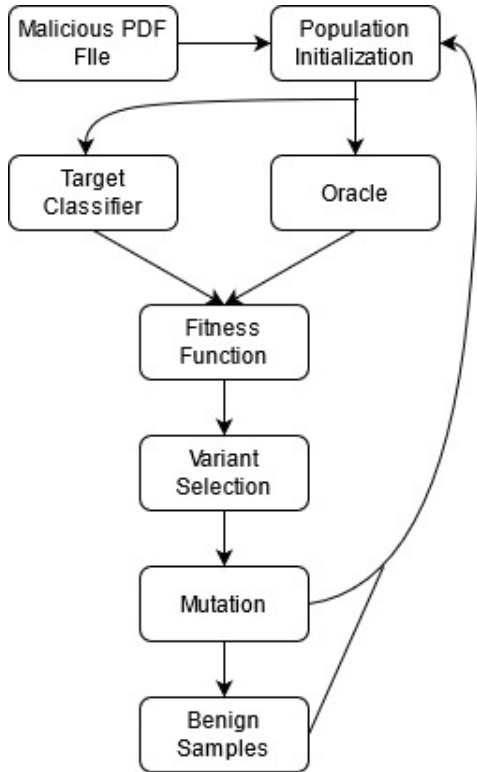 Malicious PDF
FIle
Population
Initialization
Target
Classifier
Oracle
Fitness
Function
Variant
Selection
Mutation
Benign
Samples